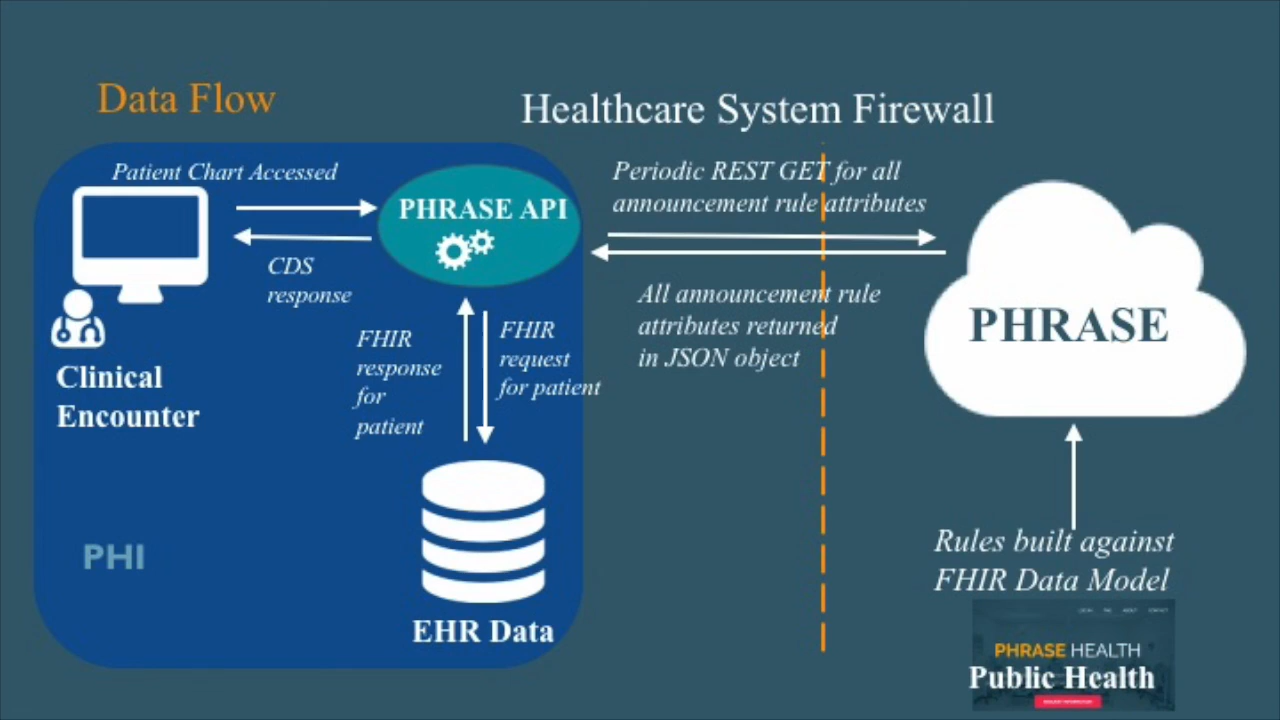 Data Flow
Healthcare System Firewall
Patient Chart Accessed
PHRASE API
Periodic REST GET for all
announcement rule attributes
CDS
response
All announcement rule
attributes returned
in JSON object
FHIR
response
for
patient
FHIR
request
for patient
PHRASE
Clinical
Encounter
PHI
EHR Data
Rules built against
FHIR Data Model
ABOUT
CONTACT
PHRASE HEALTH
Public Health